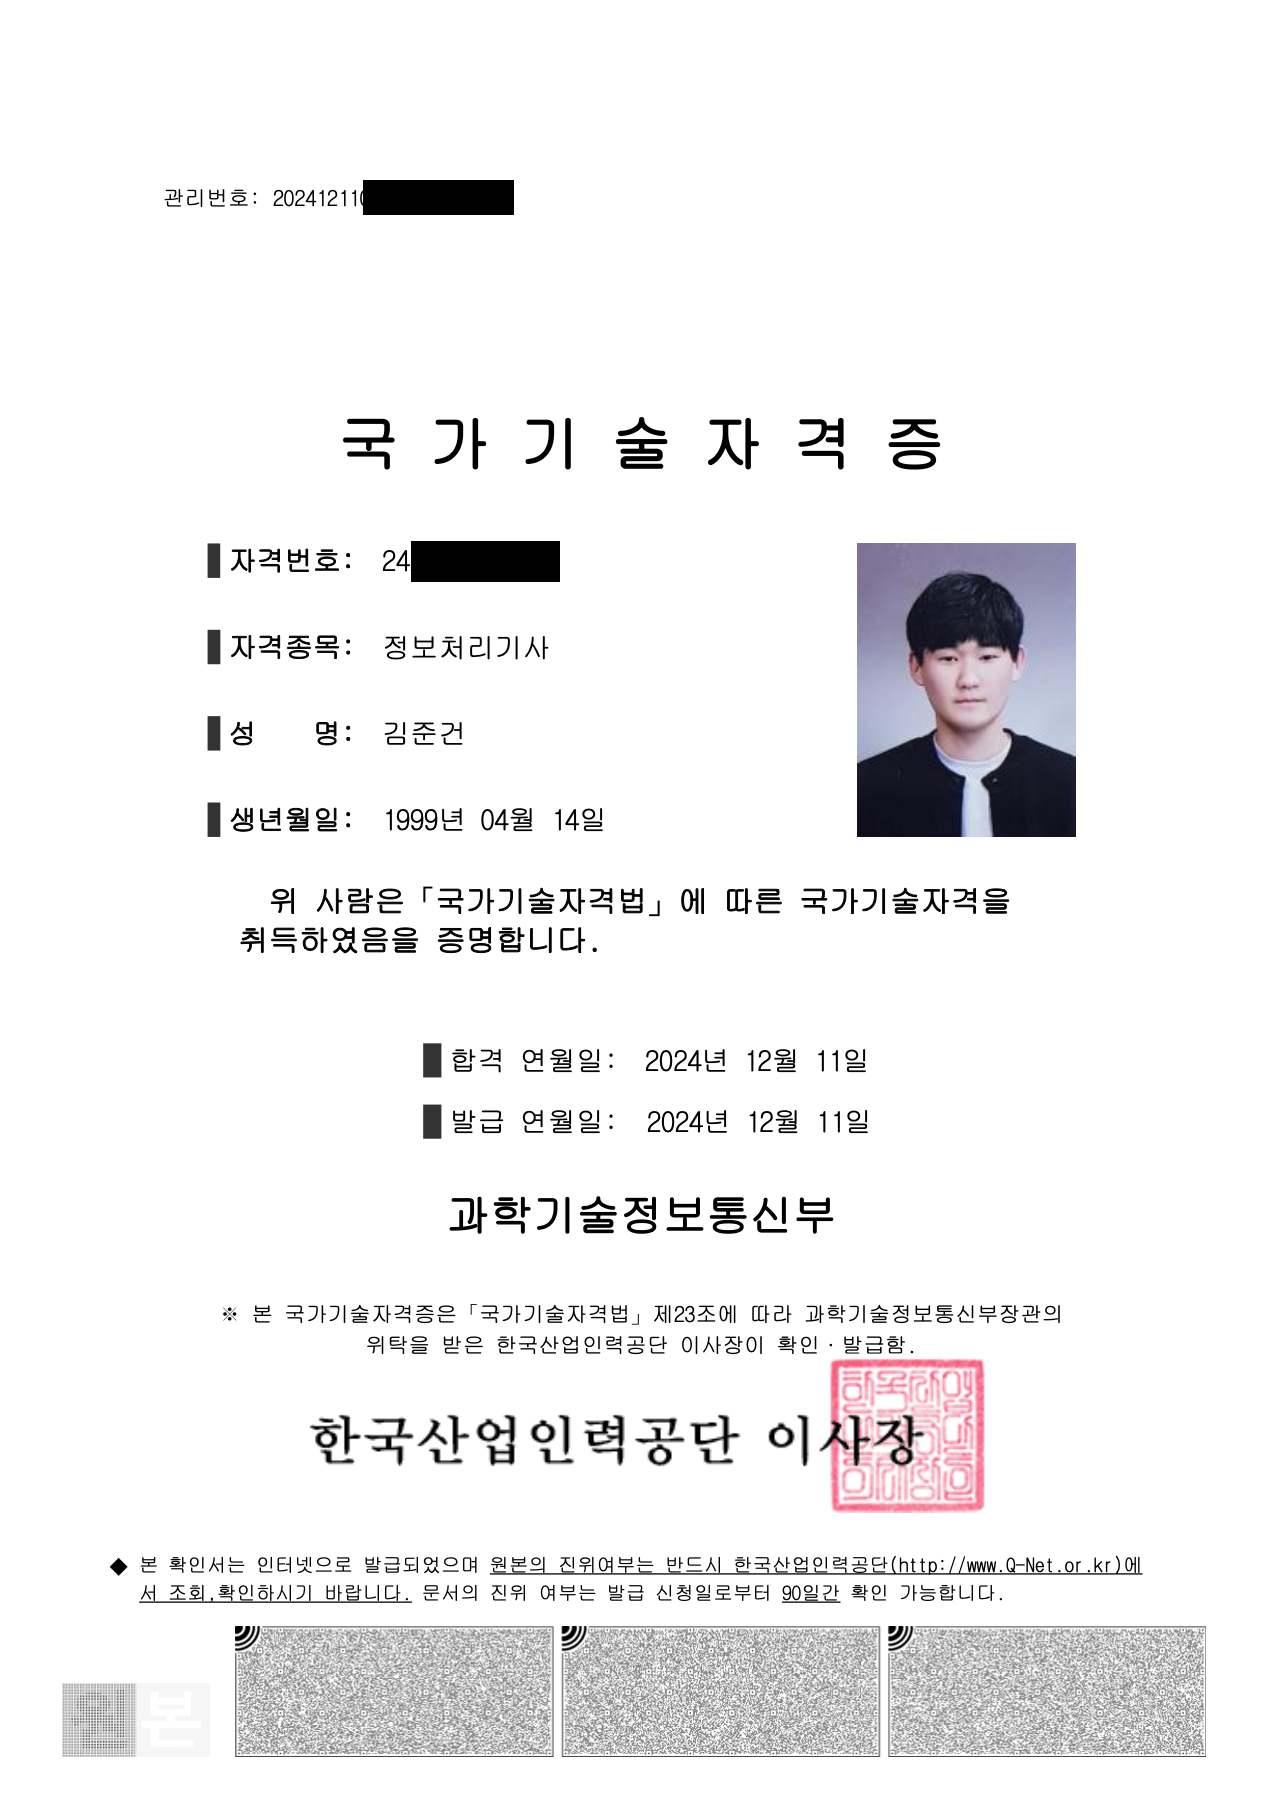 관리번호: 202412110
국가기술자격증
자격번호: 24
자격종목: 정보처리기사
성 명: 김준건
생년월일: 1999년 04월 14일
위 사람은「국가기술자격법」에 따른 국가기술자격을
취득하였음을 증명합니다.
합격 연월일: 2024년 12월 11일
발급 연월일: 2024년 12월 11일
과학기술정보통신부
※ 본 국가기술자격증은「국가기술자격법」제23조에 따라 과학기술정보통신부장관의
위탁을 받은 한국산업인력공단 이사장이 확인·발급함.
한국산업인력공단 이사장
◆ 본 확인서는 인터넷으로 발급되었으며 원본의 진위여부는 반드시 한국산업인력공단(http://www.Q-Net.or.kr)에
서 조회,확인하시기 바랍니다. 문서의 진위 여부는 발급 신청일로부터 90일간 확인 가능합니다.
본